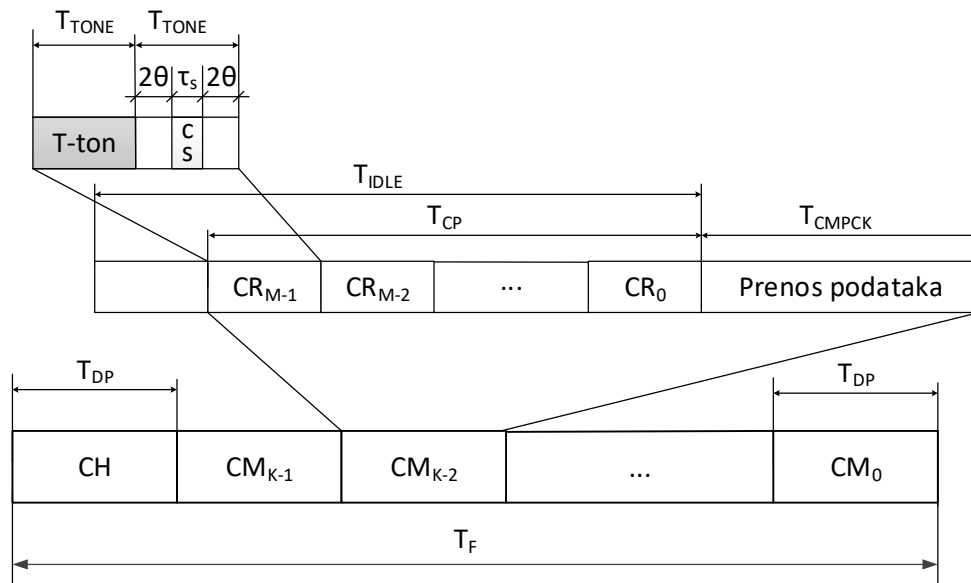 T_TONE T_TONE
2θ τ_s 2θ
T-ton c s
T_IDLE
T_CP T_CMPCK
CR_M-1 CR_M-2 ... CR_0 Prenos podataka
T_DP T_DP
CH CM_K-1 CM_K-2 ... CM_0
T_F